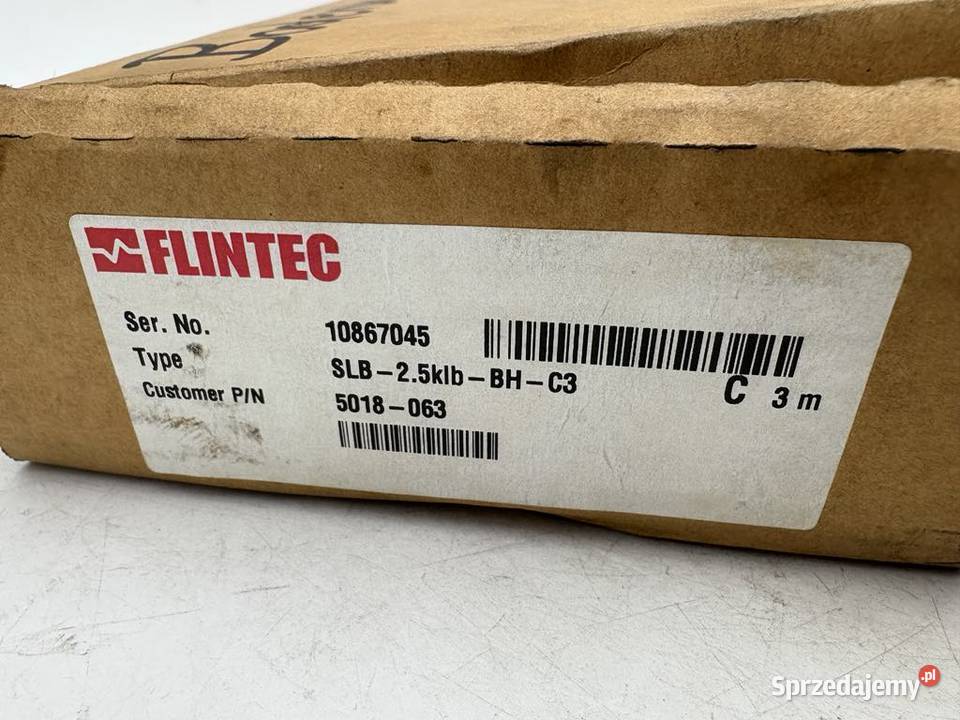 FLINTEC
Ser. No. 10867045
Type SLB-2.5klb-BH-C3 C 3 m
Customer P/N 5018-063
Sprzedajemy.pl